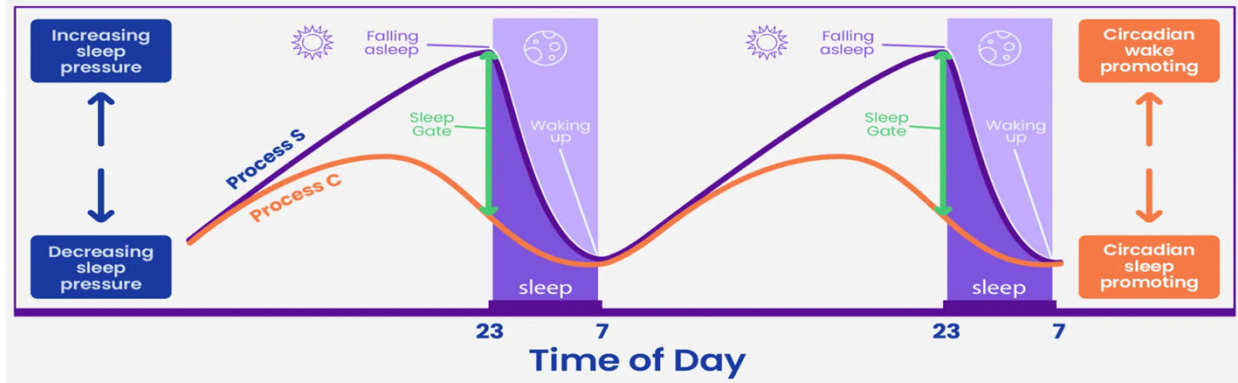 Increasing
sleep
pressure
Decreasing
sleep
pressure
Process S
Process C
Falling
asleep
Sleep
Gate
Waking
up
sleep
Falling
asleep
Sleep
Gate
Waking
up
sleep
Circadian
wake
promoting
Circadian
sleep
promoting
23
7
23
7
Time of Day